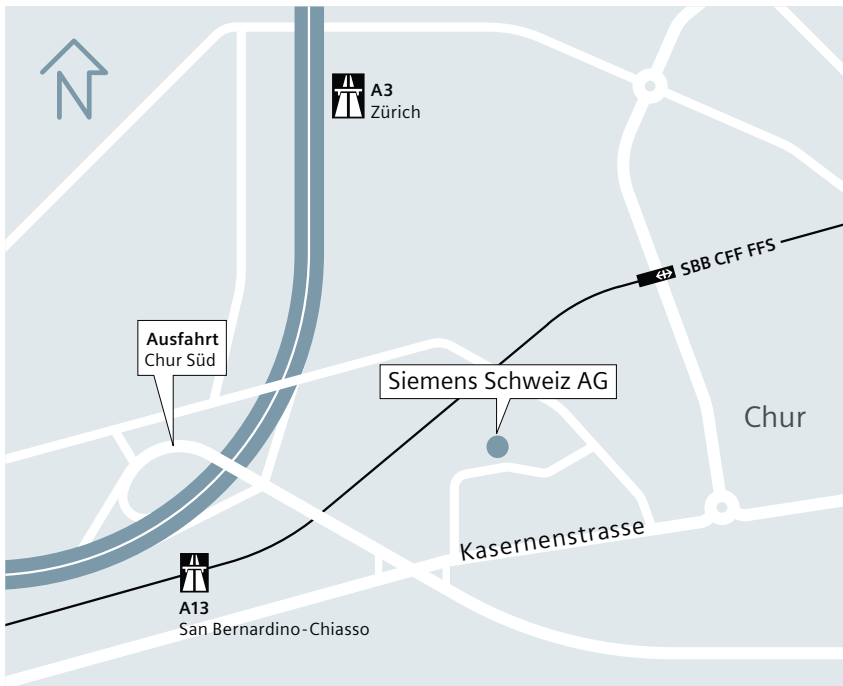 N
A3
Zürich
SBB CFF FFS
Ausfahrt
Chur Süd
Siemens Schweiz AG
Chur
Kasernenstrasse
A13
San Bernardino-Chiasso